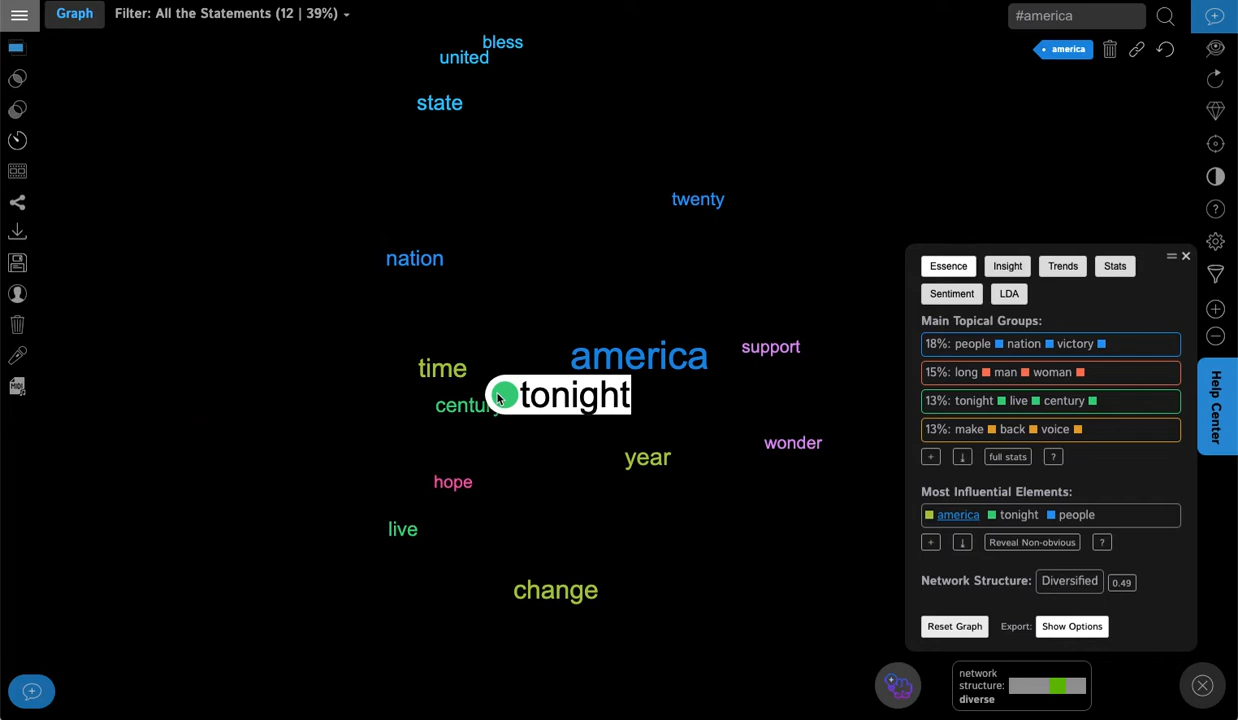 Graph
Filter: All the Statements (12 | 39%)
#america
america
bless
united
state
twenty
nation
america
support
time
century
tonight
wonder
year
hope
live
change
Essence
Insight
Trends
Stats
Sentiment
LDA
Main Topical Groups:
18%: people nation victory
15%: long man woman
13%: tonight live century
13%: make back voice
+ ↓ full stats ?
Most Influential Elements:
america tonight people
+ ↓ Reveal Non-obvious ?
Network Structure: Diversified 0.49
Reset Graph Export: Show Options
network
structure:
diverse
Help Center
MIDI